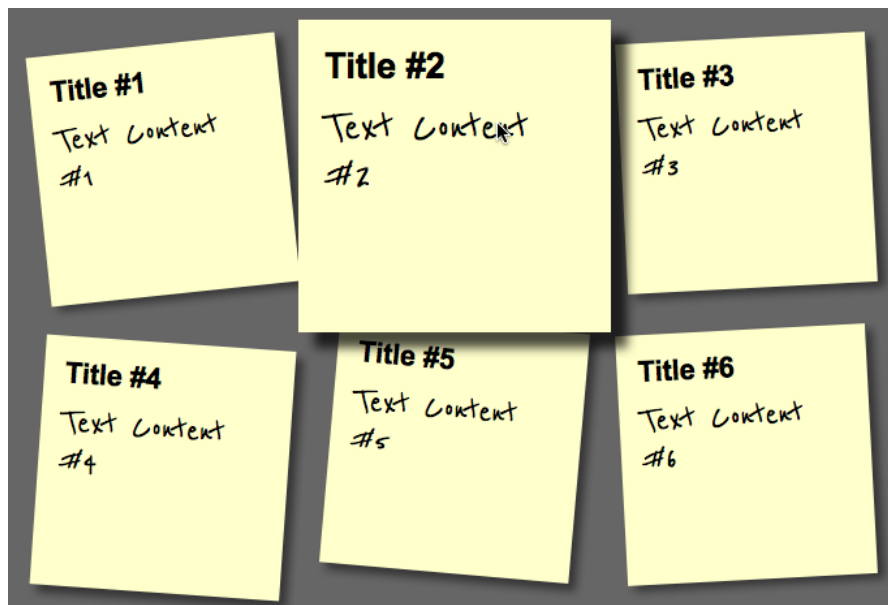 Title #1
Text Content
#1
Title #2
Text Content
#2
Title #3
Text Content
#3
Title #4
Text Content
#4
Title #5
Text Content
#5
Title #6
Text Content
#6